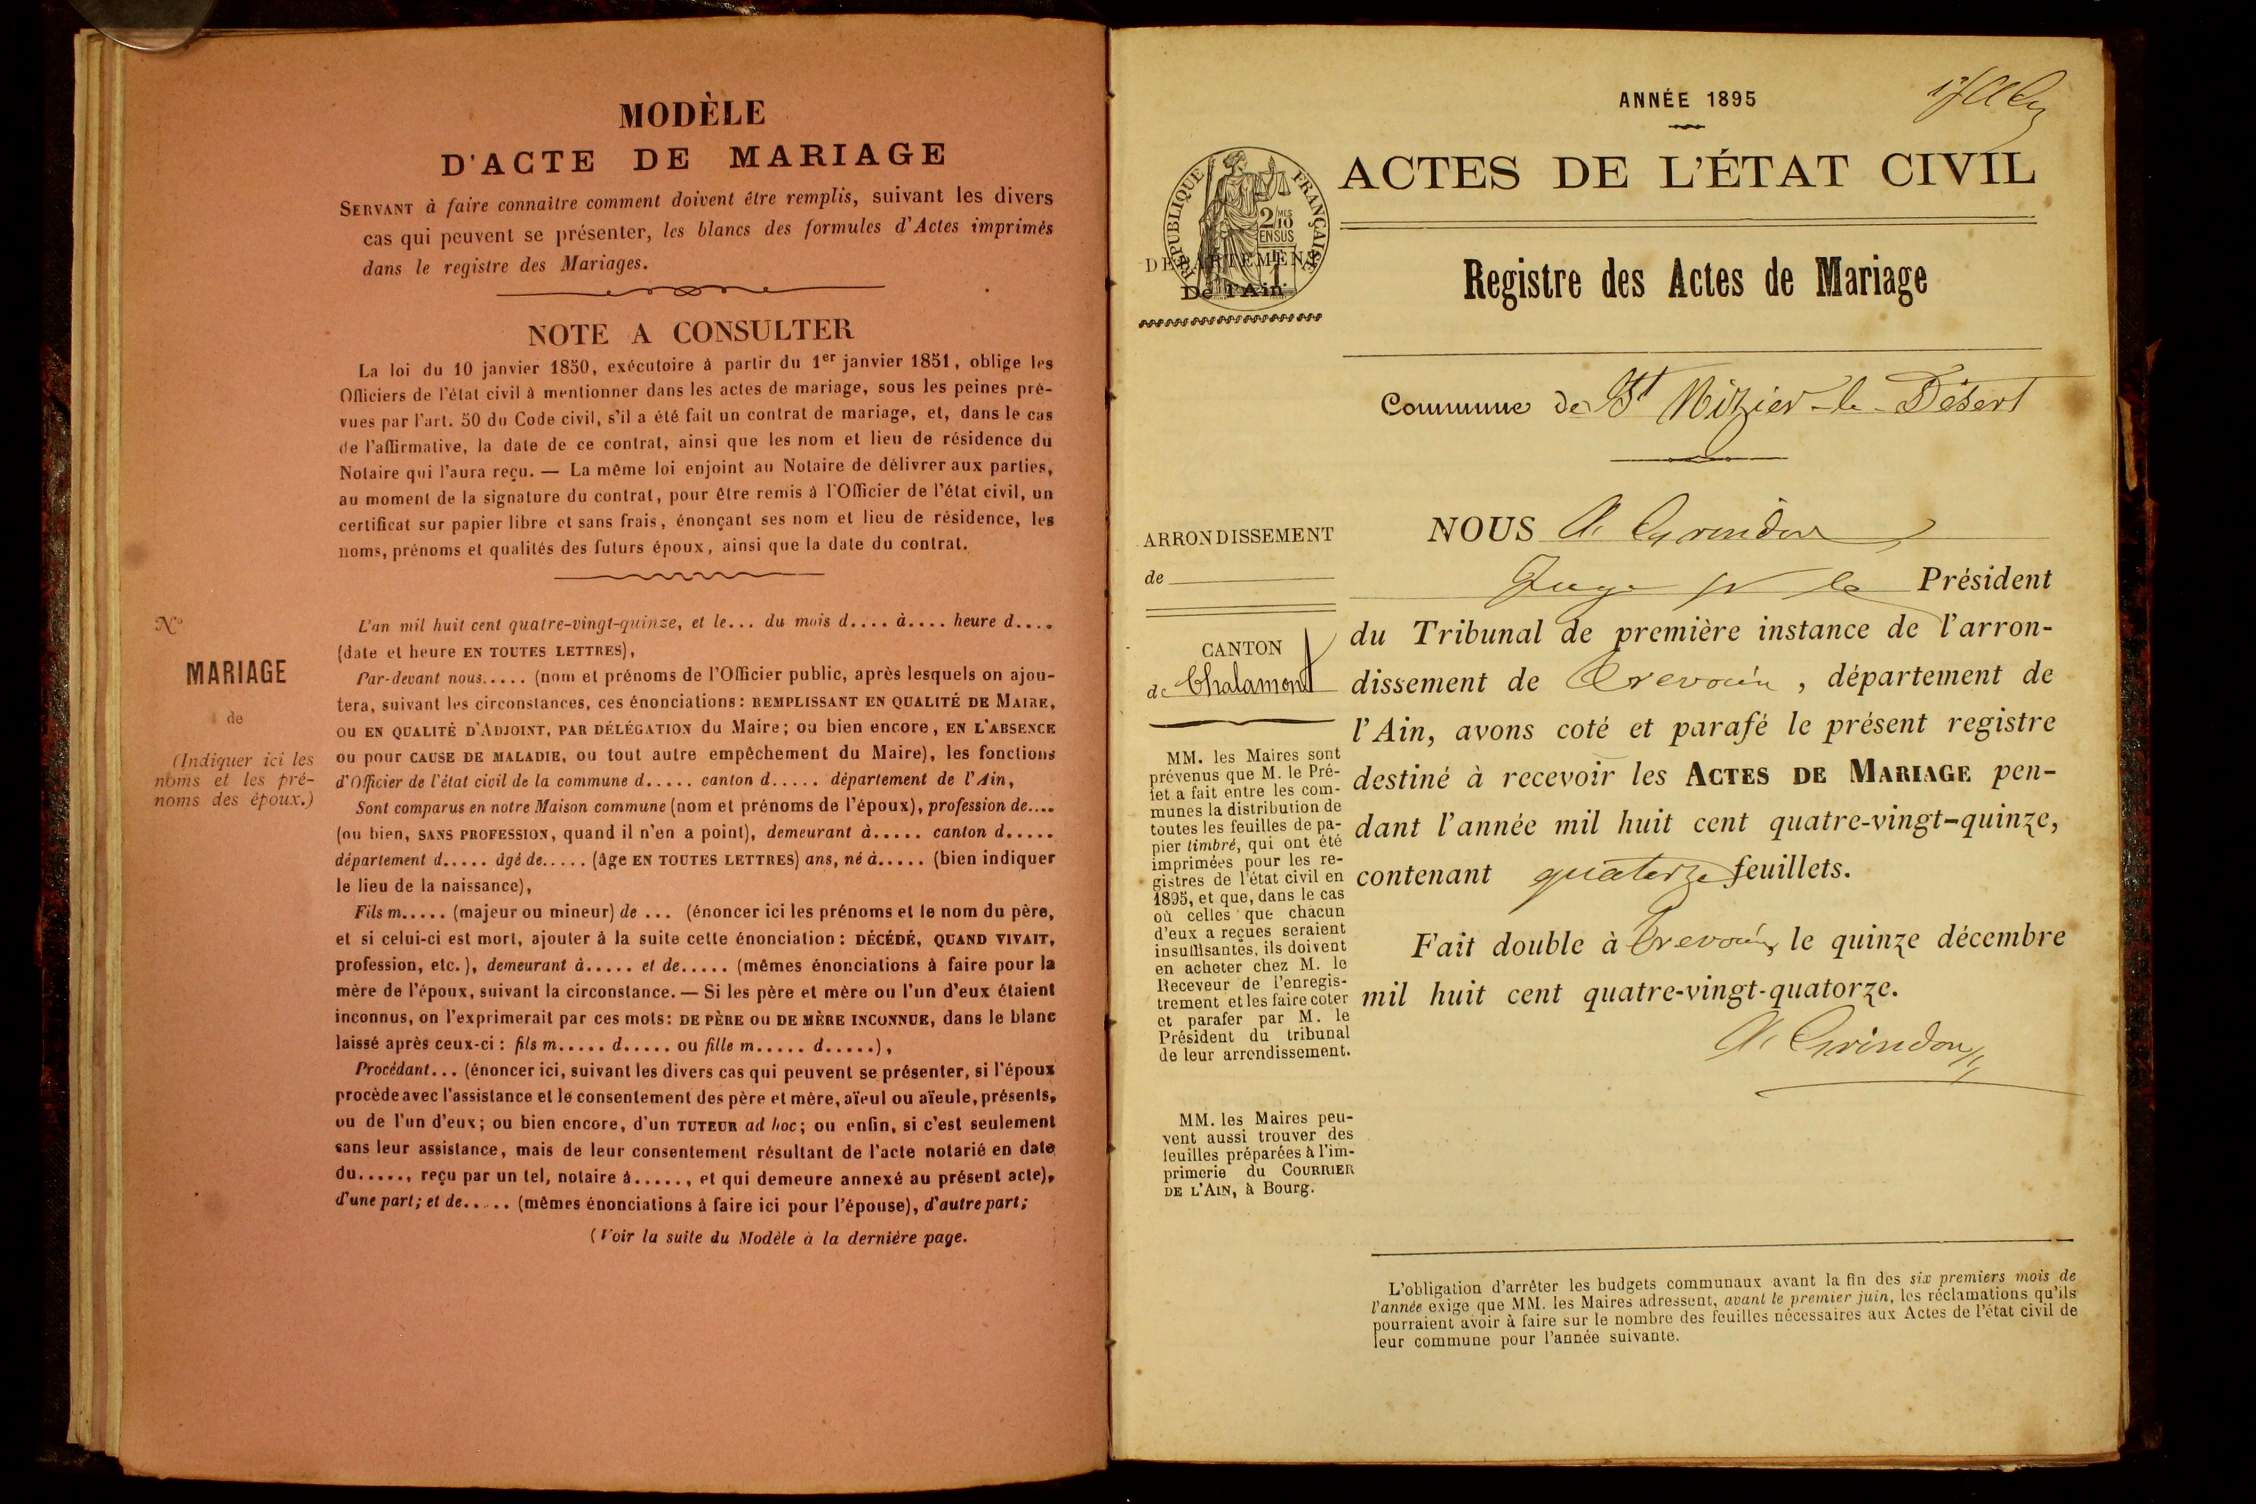 MODÈLE
D'ACTE DE MARIAGE
SERVANT à faire connaître comment doivent être remplis, suivant les divers
cas qui peuvent se présenter, les blancs des formules d'Actes imprimés
dans le registre des Mariages.
NOTE A CONSULTER
La loi du 10 janvier 1850, exécutoire à partir du 1er janvier 1851, oblige les
Officiers de l'état civil à mentionner dans les actes de mariage, sous les peines pré-
vues par l'art. 50 du Code civil, s'il a été fait un contrat de mariage, et, dans le cas
de l'affirmative, la date de ce contrat, ainsi que les nom et lieu de résidence du
Notaire qui l'aura reçu. — La même loi enjoint au Notaire de délivrer aux parties,
au moment de la signature du contrat, pour être remis à l'Officier de l'état civil, un
certificat sur papier libre et sans frais, énonçant ses nom et lieu de résidence, les
noms, prénoms et qualités des futurs époux, ainsi que la date du contrat.
No
MARIAGE
de
(Indiquer ici les
noms et les pré-
noms des époux.)
L'an mil huit cent quatre-vingt-quinze, et le... du mois d.... à.... heure d....
(date et heure EN TOUTES LETTRES),
Par-devant nous..... (nom et prénoms de l'Officier public, après lesquels on ajou-
tera, suivant les circonstances, ces énonciations: REMPLISSANT EN QUALITÉ DE MAIRE,
OU EN QUALITÉ D'ADJOINT, PAR DÉLÉGATION du Maire; ou bien encore, EN L'ABSENCE
ou pour CAUSE DE MALADIE, ou tout autre empêchement du Maire), les fonctions
d'Officier de l'état civil de la commune d..... canton d..... département de l'Ain,
Sont comparus en notre Maison commune (nom et prénoms de l'époux), profession de....
(ou bien, SANS PROFESSION, quand il n'en a point), demeurant à..... canton d.....
département d..... âgé de..... (âge EN TOUTES LETTRES) ans, né à..... (bien indiquer
le lieu de la naissance),
Fils m..... (majeur ou mineur) de ... (énoncer ici les prénoms et le nom du père,
et si celui-ci est mort, ajouter à la suite cette énonciation: DÉCÉDÉ, QUAND VIVAIT,
profession, etc.), demeurant à..... et de..... (mêmes énonciations à faire pour la
mère de l'époux, suivant la circonstance. — Si les père et mère ou l'un d'eux étaient
inconnus, on l'exprimerait par ces mots: DE PÈRE OU DE MÈRE INCONNUE, dans le blanc
laissé après ceux-ci: fils m..... d..... ou fille m..... d.....),
Procédant... (énoncer ici, suivant les divers cas qui peuvent se présenter, si l'époux
procède avec l'assistance et le consentement des père et mère, aïeul ou aïeule, présents,
ou de l'un d'eux; ou bien encore, d'un TUTEUR ad hoc; ou enfin, si c'est seulement
sans leur assistance, mais de leur consentement résultant de l'acte notarié en date
du....., reçu par un tel, notaire à....., et qui demeure annexé au présent acte),
d'une part; et de..... (mêmes énonciations à faire ici pour l'épouse), d'autre part;
(Voir la suite du Modèle à la dernière page.
ANNÉE 1895
RÉPUBLIQUE FRANÇAISE
2/10 MES
EN SUS
DÉPARTEMENT
De l'Ain
ACTES DE L'ÉTAT CIVIL
Registre des Actes de Mariage
Commune de St Nizier-le-Désert
ARRONDISSEMENT
de
CANTON
de Chalamont
MM. les Maires sont
prévenus que M. le Pré-
fet a fait entre les com-
munes la distribution de
toutes les feuilles de pa-
pier timbré, qui ont été
imprimées pour les re-
gistres de l'état civil en
1895, et que, dans le cas
où celles que chacun
d'eux a reçues seraient
insuffisantes, ils doivent
en acheter chez M. le
Receveur de l'enregis-
trement et les faire coter
et parafer par M. le
Président du tribunal
de leur arrondissement.
MM. les Maires peu-
vent aussi trouver des
feuilles préparées à l'im-
primerie du COURRIER
DE L'AIN, à Bourg.
NOUS A. Grindon
Juge pr le Président
du Tribunal de première instance de l'arron-
dissement de Trevoux, département de
l'Ain, avons coté et parafé le présent registre
destiné à recevoir les ACTES DE MARIAGE pen-
dant l'année mil huit cent quatre-vingt-quinze,
contenant quatorze feuillets.
Fait double à Trevoux, le quinze décembre
mil huit cent quatre-vingt-quatorze.
A. Grindon
L'obligation d'arrêter les budgets communaux avant la fin des six premiers mois de
l'année exige que MM. les Maires adressent, avant le premier juin, les réclamations qu'ils
pourraient avoir à faire sur le nombre des feuilles nécessaires aux Actes de l'état civil de
leur commune pour l'année suivante.